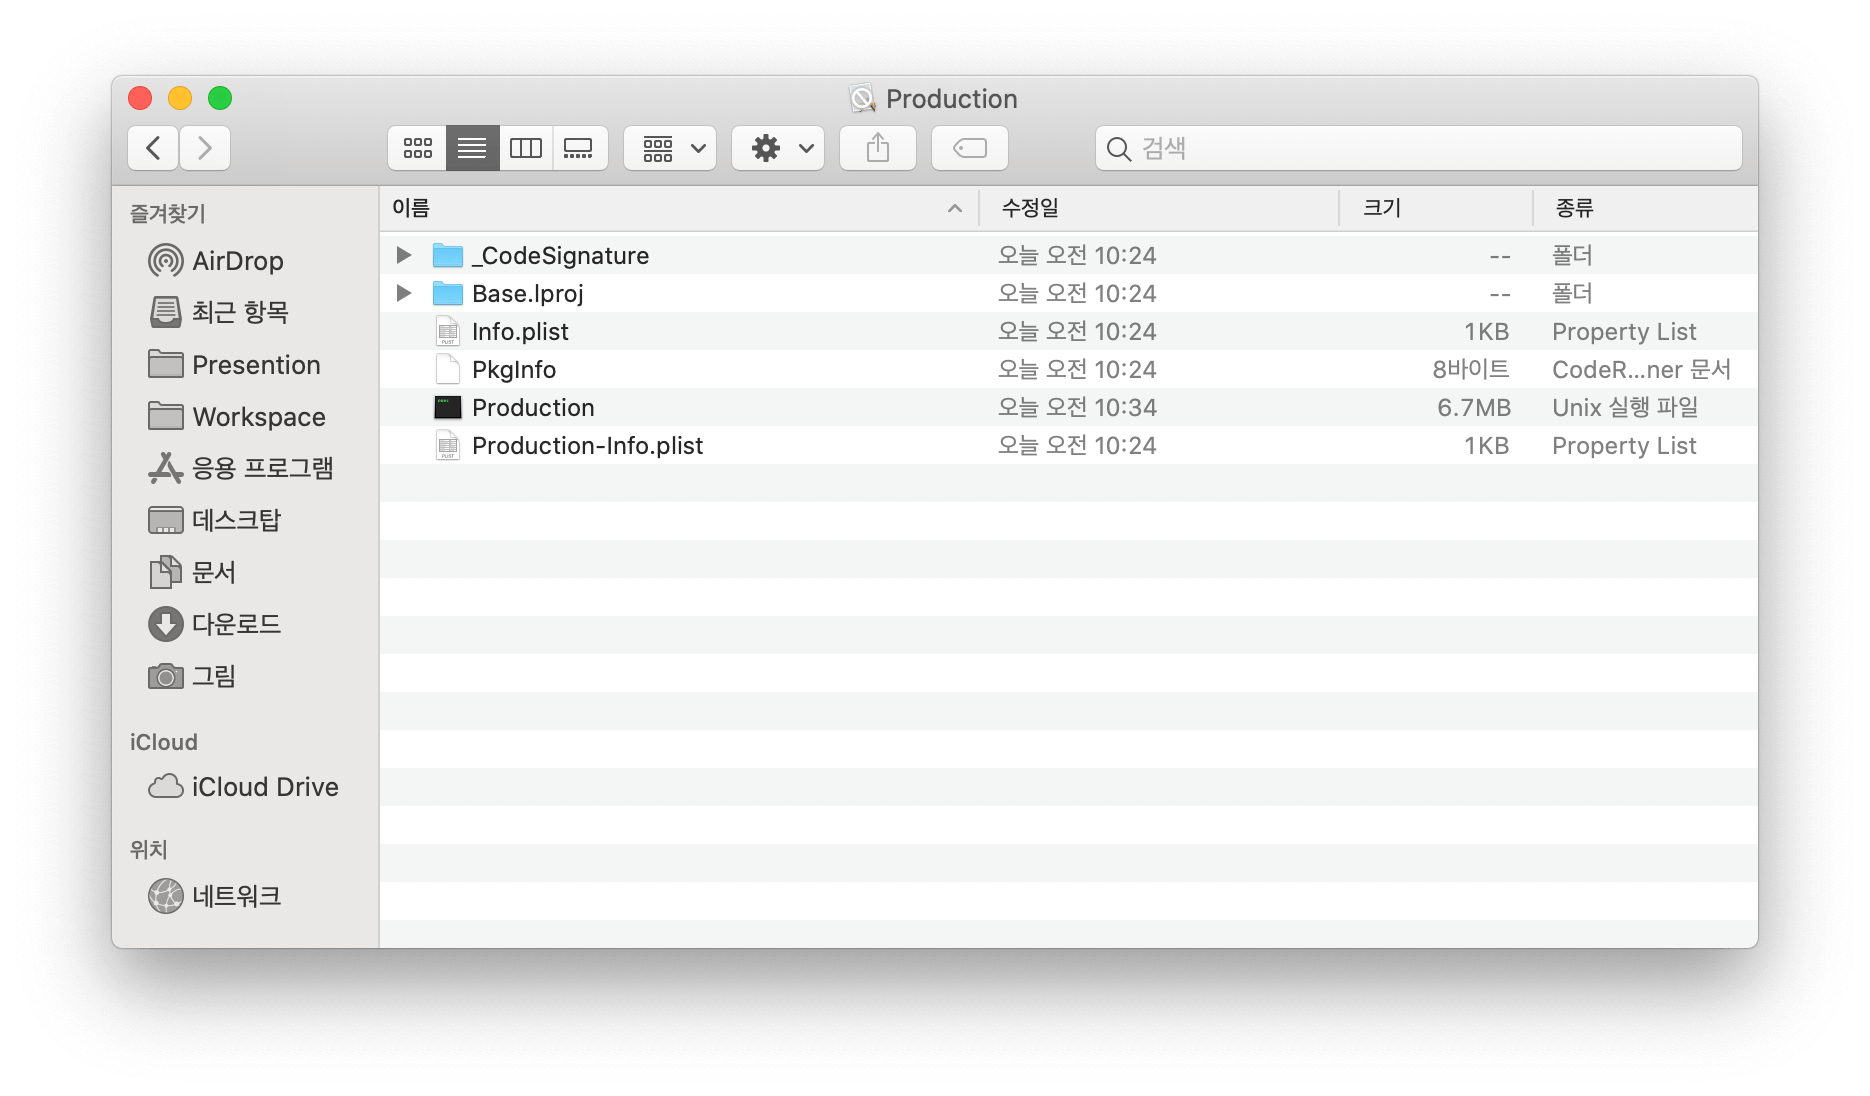 Production
검색
즐겨찾기
AirDrop
최근 항목
Presention
Workspace
응용 프로그램
데스크탑
문서
다운로드
그림
iCloud
iCloud Drive
위치
네트워크
이름 수정일 크기 종류
_CodeSignature 오늘 오전 10:24 -- 폴더
Base.lproj 오늘 오전 10:24 -- 폴더
Info.plist 오늘 오전 10:24 1KB Property List
PkgInfo 오늘 오전 10:24 8바이트 CodeR...ner 문서
Production 오늘 오전 10:34 6.7MB Unix 실행 파일
Production-Info.plist 오늘 오전 10:24 1KB Property List